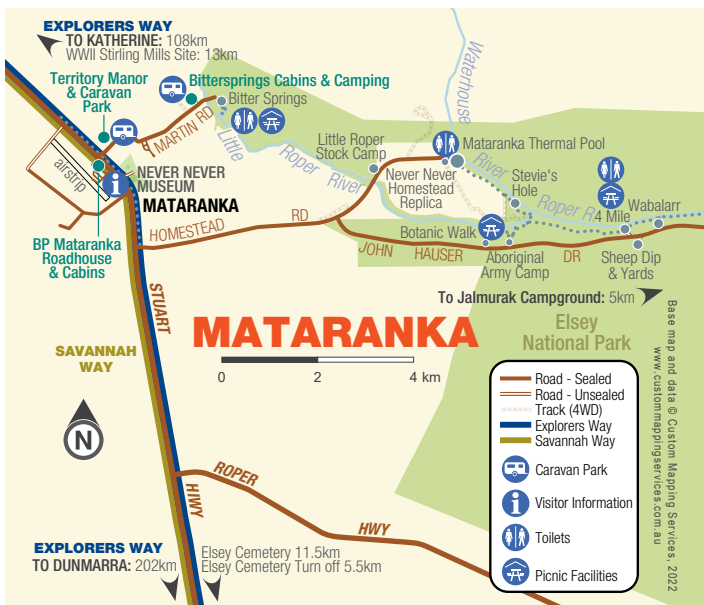 EXPLORERS WAY
TO KATHERINE: 108km
WWII Stirling Mills Site: 13km
Territory Manor
& Caravan
Park
Bittersprings Cabins & Camping
Bitter Springs
MARTIN RD
Waterhouse
River
Little
Roper
River
Little Roper
Stock Camp
Mataranka Thermal Pool
Never Never
Homestead
Replica
Stevie's
Hole
Roper R.
4 Mile
Wabalarr
airstrip
NEVER NEVER
MUSEUM
MATARANKA
HOMESTEAD
RD
BP Mataranka
Roadhouse
& Cabins
Botanic Walk
JOHN
HAUSER
DR
Aboriginal
Army Camp
Sheep Dip
& Yards
To Jalmurak Campground: 5km
STUART
HIWY
MATARANKA
0
2
4 km
Elsey
National Park
SAVANNAH
WAY
N
ROPER
HWY
Road - Sealed
Road - Unsealed
Track (4WD)
Explorers Way
Savannah Way
Caravan Park
Visitor Information
Toilets
Picnic Facilities
EXPLORERS WAY
TO DUNMARRA: 202km
Elsey Cemetery 11.5km
Elsey Cemetery Turn off 5.5km
Base map and data © Custom Mapping Services, 2022
www.custommappingservices.com.au